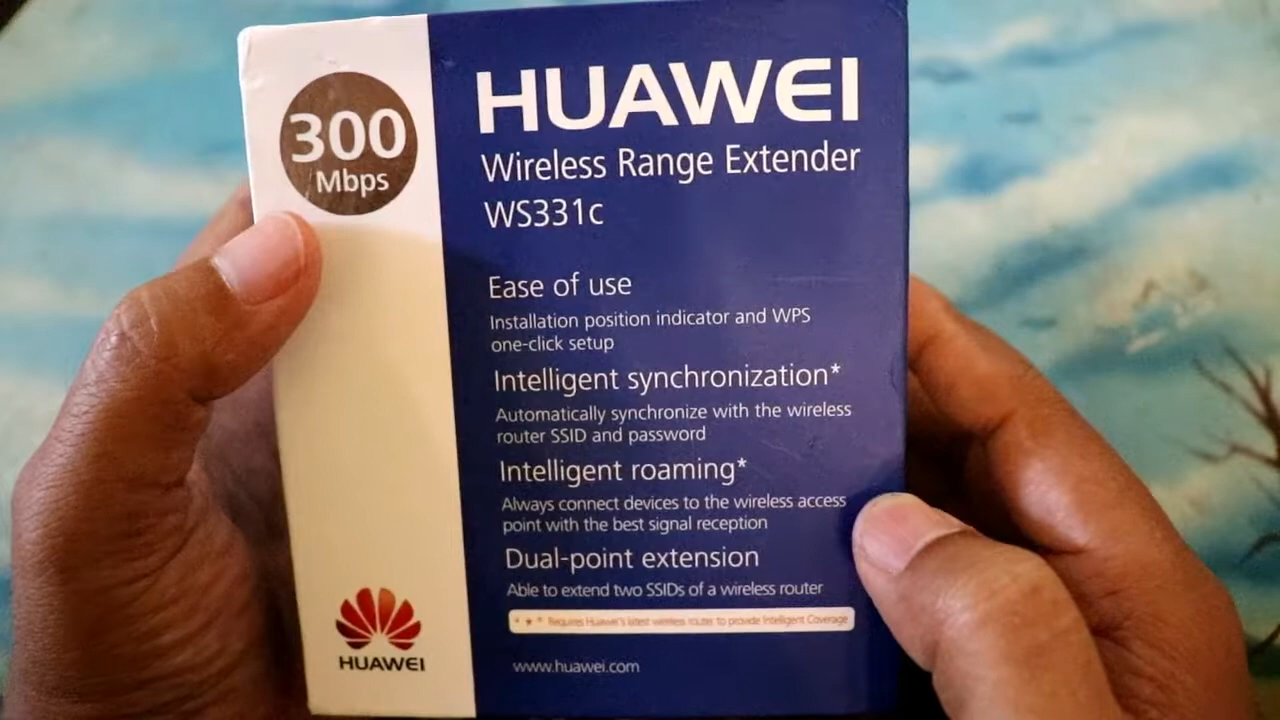 300
Mbps
HUAWEI
Wireless Range Extender
WS331c
Ease of use
Installation position indicator and WPS
one-click setup
Intelligent synchronization*
Automatically synchronize with the wireless
router SSID and password
Intelligent roaming*
Always connect devices to the wireless access
point with the best signal reception
Dual-point extension
Able to extend two SSIDs of a wireless router
" * " Requires Huawei's latest wireless router to provide Intelligent Coverage
www.huawei.com
HUAWEI